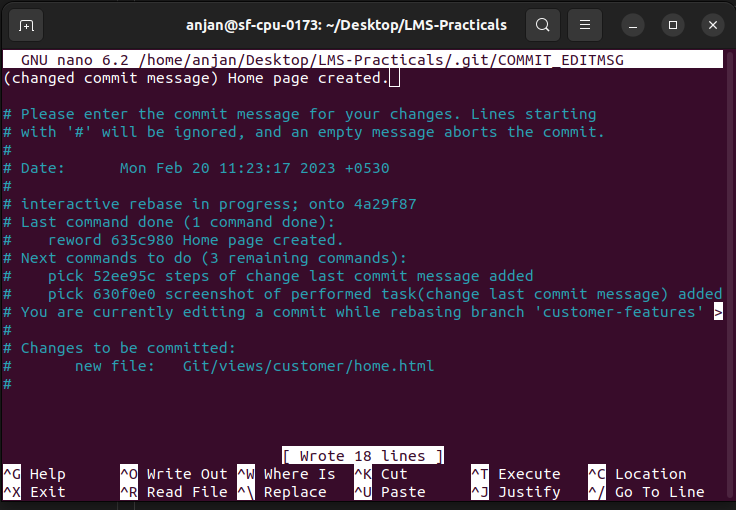 anjan@sf-cpu-0173: ~/Desktop/LMS-Practicals
GNU nano 6.2 /home/anjan/Desktop/LMS-Practicals/.git/COMMIT_EDITMSG
(changed commit message) Home page created.
# Please enter the commit message for your changes. Lines starting
# with '#' will be ignored, and an empty message aborts the commit.
#
# Date:      Mon Feb 20 11:23:17 2023 +0530
#
# interactive rebase in progress; onto 4a29f87
# Last command done (1 command done):
#    reword 635c980 Home page created.
# Next commands to do (3 remaining commands):
#    pick 52ee95c steps of change last commit message added
#    pick 630f0e0 screenshot of performed task(change last commit message) added
# You are currently editing a commit while rebasing branch 'customer-features' >
#
# Changes to be committed:
#       new file:   Git/views/customer/home.html
#
[ Wrote 18 lines ]
^G Help ^O Write Out ^W Where Is ^K Cut ^T Execute ^C Location
^X Exit ^R Read File ^\ Replace ^U Paste ^J Justify ^/ Go To Line